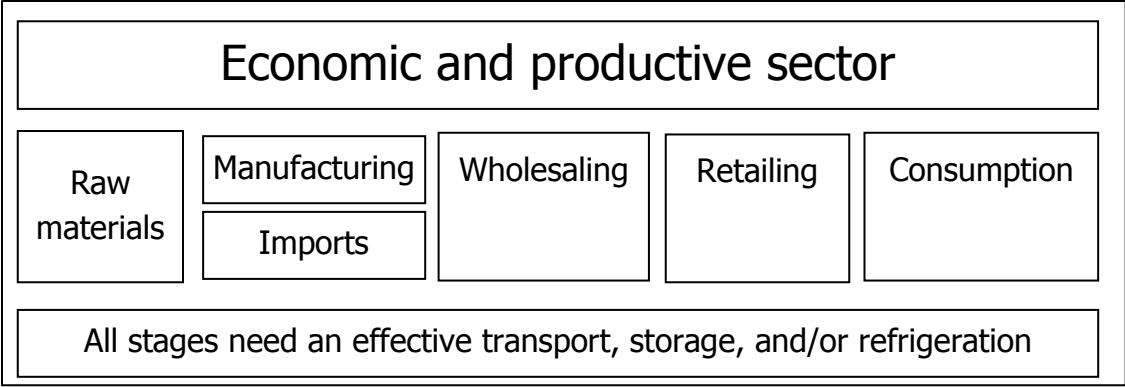 Economic and productive sector
Raw
materials
Manufacturing
Imports
Wholesaling
Retailing
Consumption
All stages need an effective transport, storage, and/or refrigeration